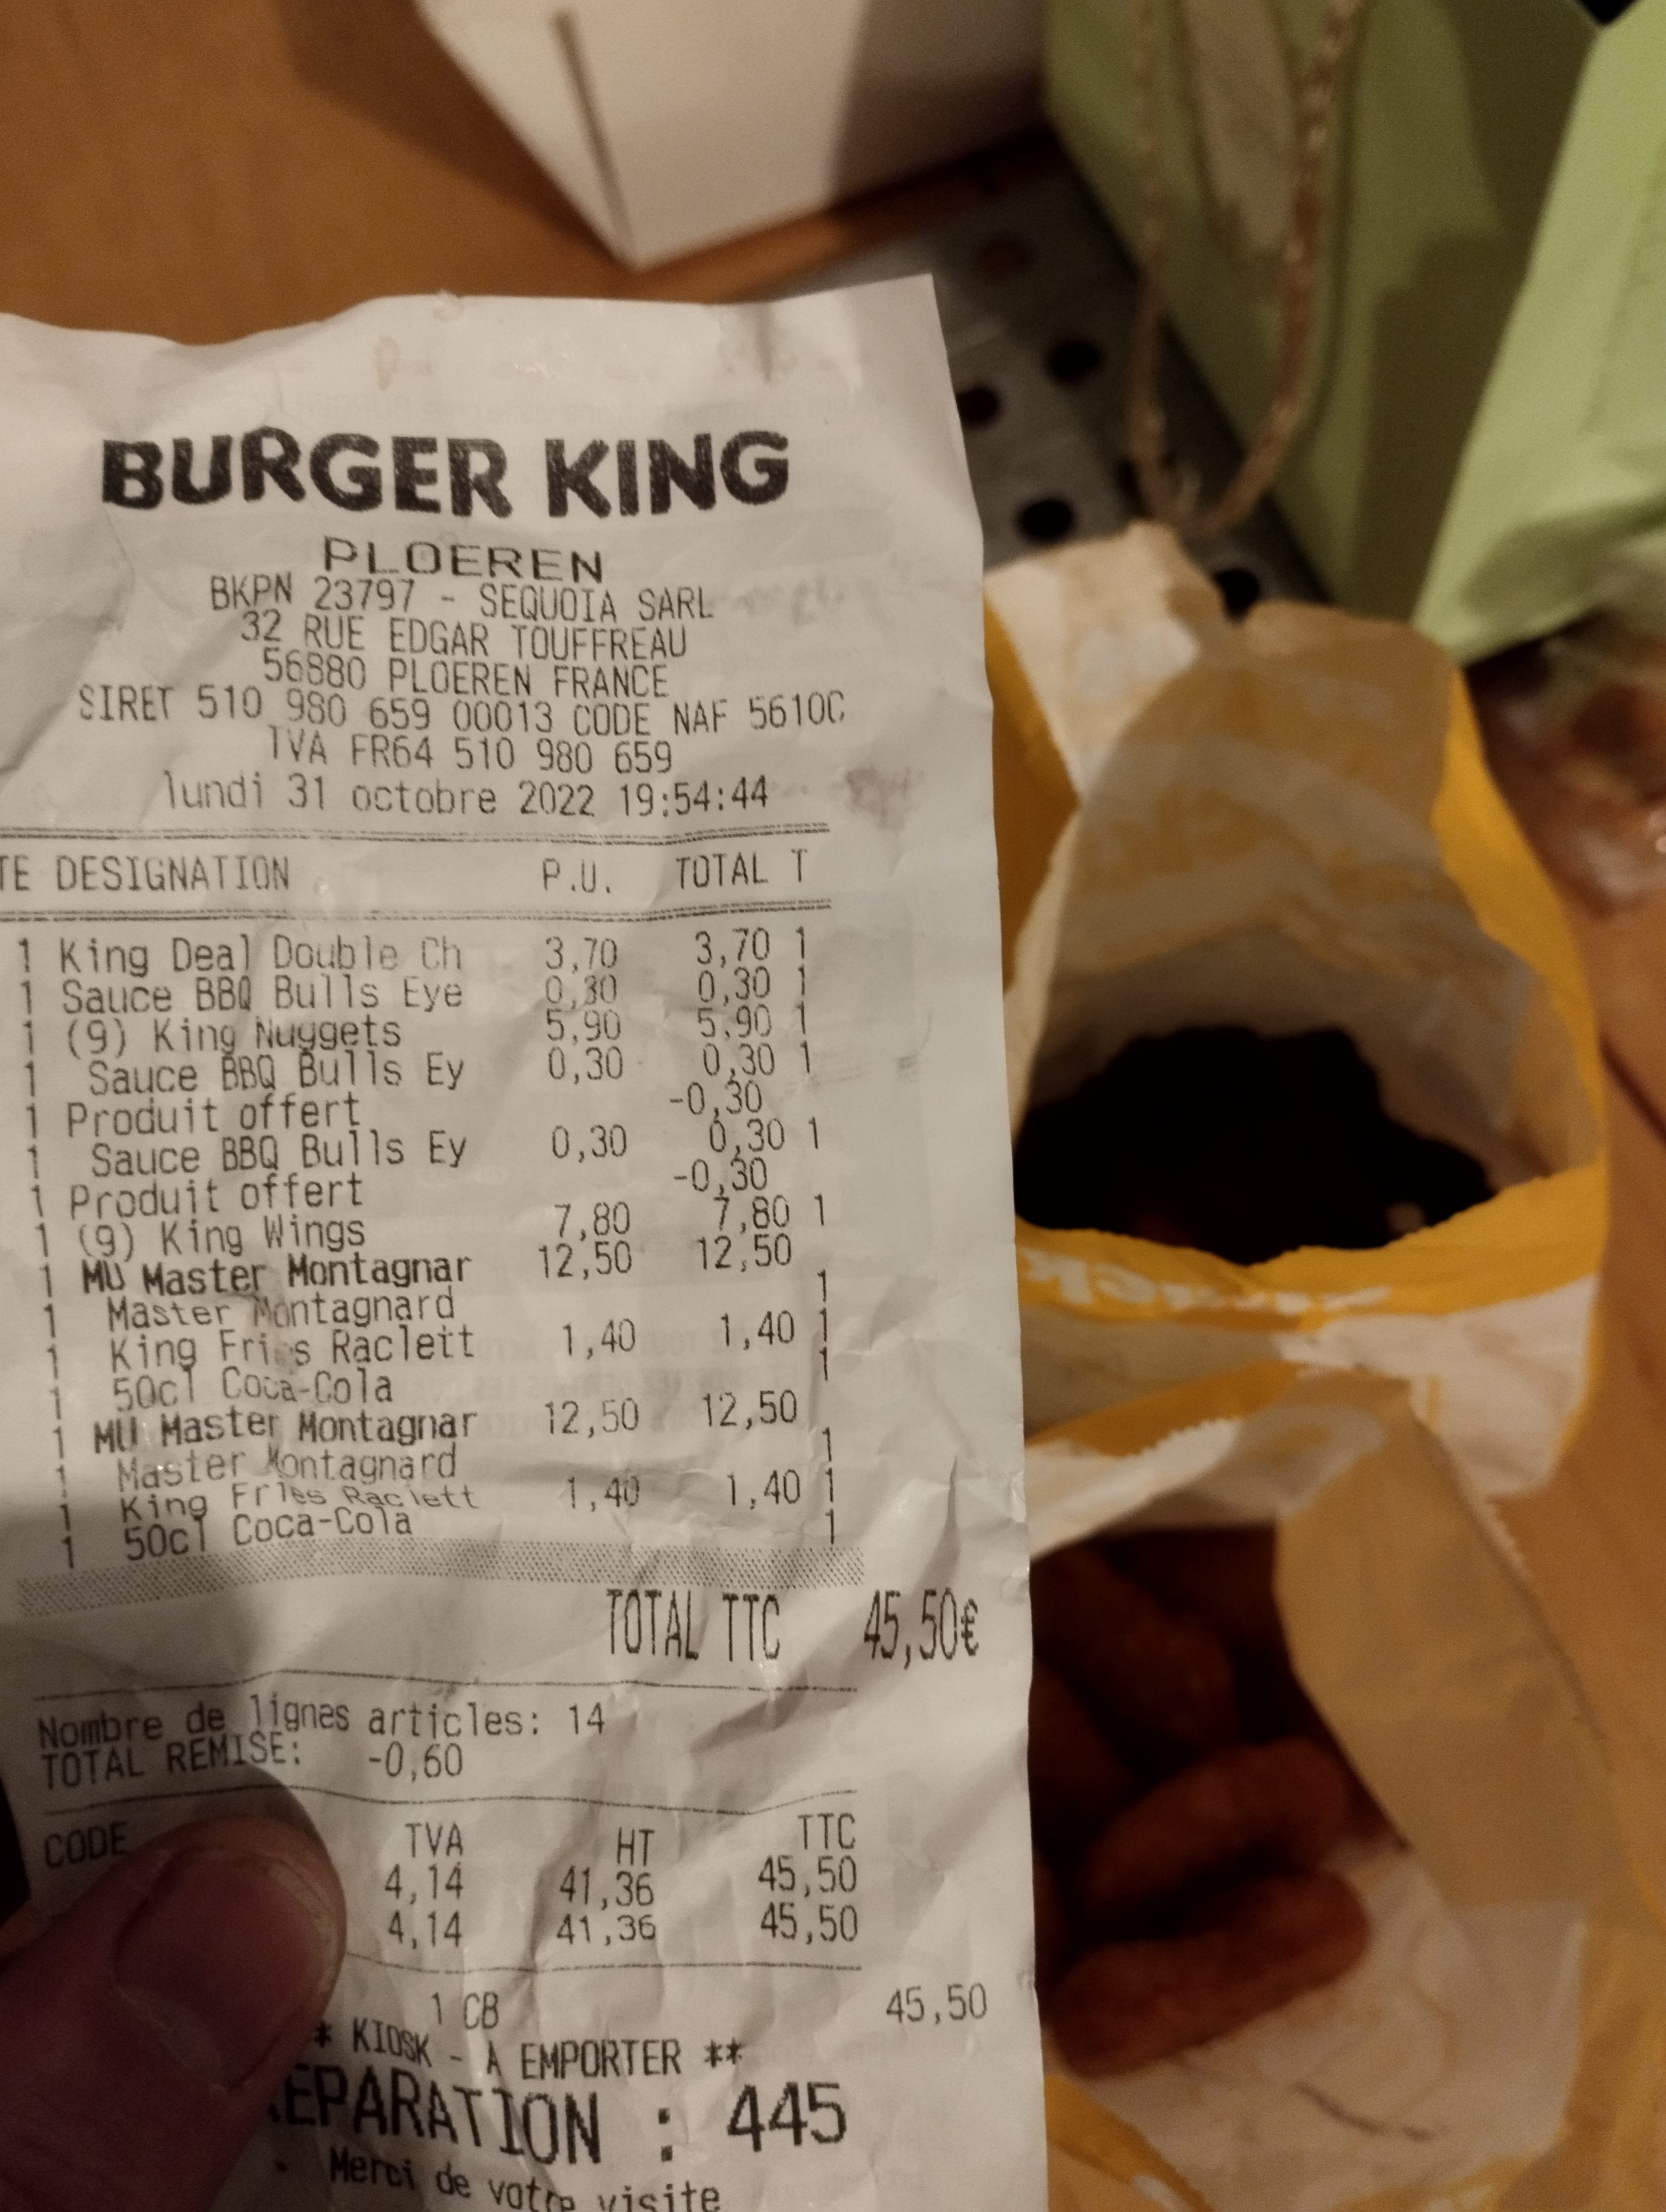 BURGER KING
PLOEREN
BKPN 23797 - SEQUOIA SARL
32 RUE EDGAR TOUFFREAU
56880 PLOEREN FRANCE
SIRET 510 980 659 00013 CODE NAF 5610C
TVA FR64 510 980 659
lundi 31 octobre 2022 19:54:44
TE DESIGNATION P.U. TOTAL T
1 King Deal Double Ch 3,70 3,70 1
1 Sauce BBQ Bulls Eye 0,30 0,30 1
1 (9) King Nuggets 5,90 5,90 1
1 Sauce BBQ Bulls Ey 0,30 0,30 1
1 Produit offert -0,30
1 Sauce BBQ Bulls Ey 0,30 0,30 1
1 Produit offert -0,30
1 (9) King Wings 7,80 7,80 1
1 MU Master Montagnar 12,50 12,50
1 Master Montagnard 1
1 King Fries Raclett 1,40 1,40 1
1 50cl Coca-Cola 1
1 MU Master Montagnar 12,50 12,50
1 Master Montagnard 1
1 King Fries Raclett 1,40 1,40 1
1 50cl Coca-Cola 1
TOTAL TTC 45,50€
Nombre de lignes articles: 14
TOTAL REMISE: -0,60
CODE TVA HT TTC
4,14 41,36 45,50
4,14 41,36 45,50
1 CB 45,50
* KIOSK - A EMPORTER **
EPARATION : 445
Merci de votre visite